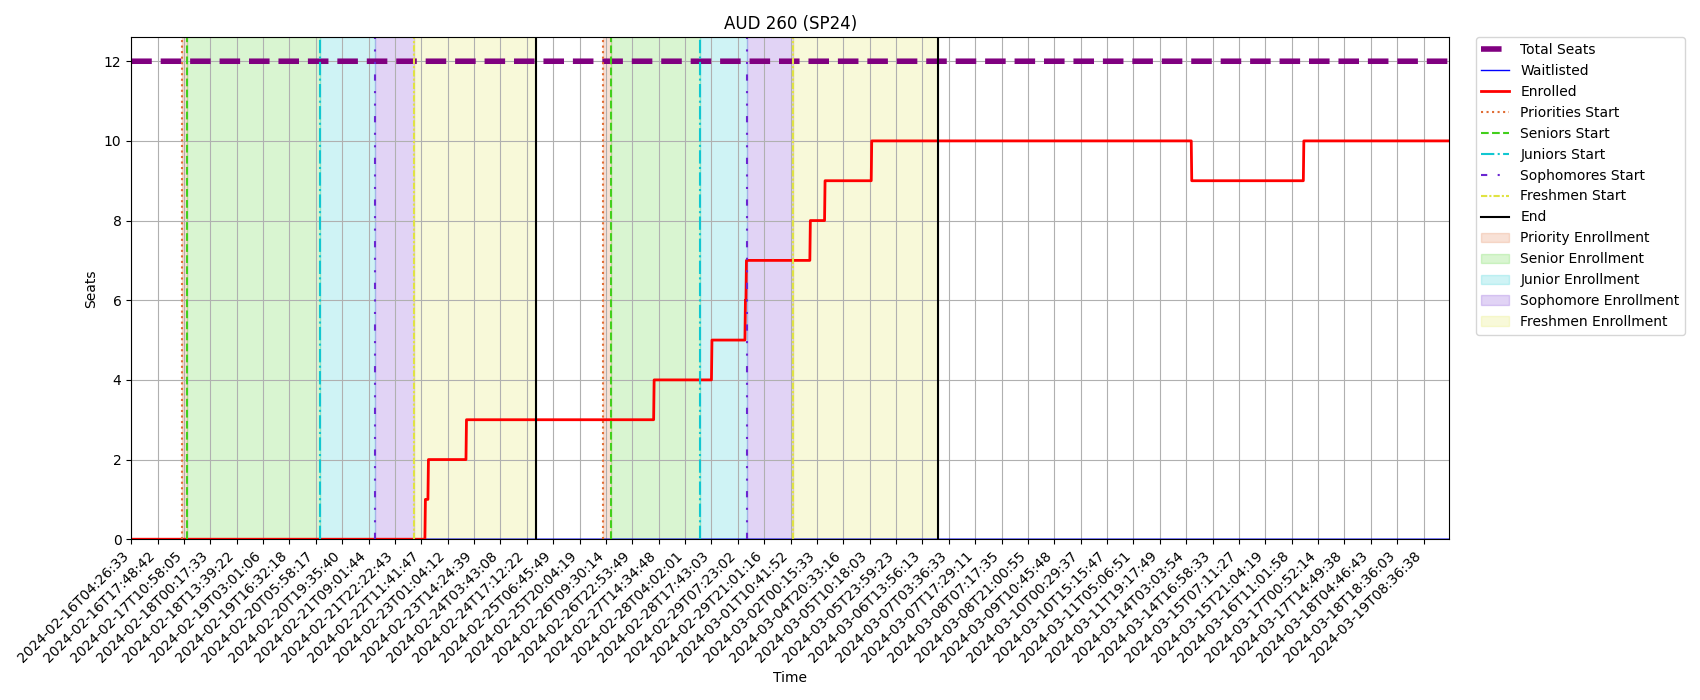 AUD 260 (SP24)
Seats
12
10
8
6
4
2
0
2024-02-16T04:26:33
2024-02-16T17:48:42
2024-02-17T10:58:05
2024-02-18T00:17:33
2024-02-18T13:39:22
2024-02-19T03:01:06
2024-02-19T16:32:18
2024-02-20T05:58:17
2024-02-20T19:35:40
2024-02-21T09:01:44
2024-02-21T22:22:43
2024-02-22T11:41:47
2024-02-23T01:04:12
2024-02-23T14:24:39
2024-02-24T03:43:08
2024-02-24T17:12:22
2024-02-25T06:45:49
2024-02-25T20:04:19
2024-02-26T09:30:14
2024-02-26T22:53:49
2024-02-27T14:34:48
2024-02-28T04:02:01
2024-02-28T17:43:03
2024-02-29T07:23:02
2024-02-29T21:01:16
2024-03-01T10:41:52
2024-03-02T00:15:33
2024-03-04T20:33:16
2024-03-05T10:18:03
2024-03-05T23:59:23
2024-03-06T13:56:13
2024-03-07T03:36:33
2024-03-07T17:29:11
2024-03-08T07:17:35
2024-03-08T21:00:55
2024-03-09T10:45:48
2024-03-10T00:29:37
2024-03-10T15:15:47
2024-03-11T05:06:51
2024-03-11T19:17:49
2024-03-14T03:03:54
2024-03-14T16:58:33
2024-03-15T07:11:27
2024-03-15T21:04:19
2024-03-16T11:01:58
2024-03-17T00:52:14
2024-03-17T14:49:38
2024-03-18T04:46:43
2024-03-18T18:36:03
2024-03-19T08:36:38
Time
Total Seats
Waitlisted
Enrolled
Priorities Start
Seniors Start
Juniors Start
Sophomores Start
Freshmen Start
End
Priority Enrollment
Senior Enrollment
Junior Enrollment
Sophomore Enrollment
Freshmen Enrollment